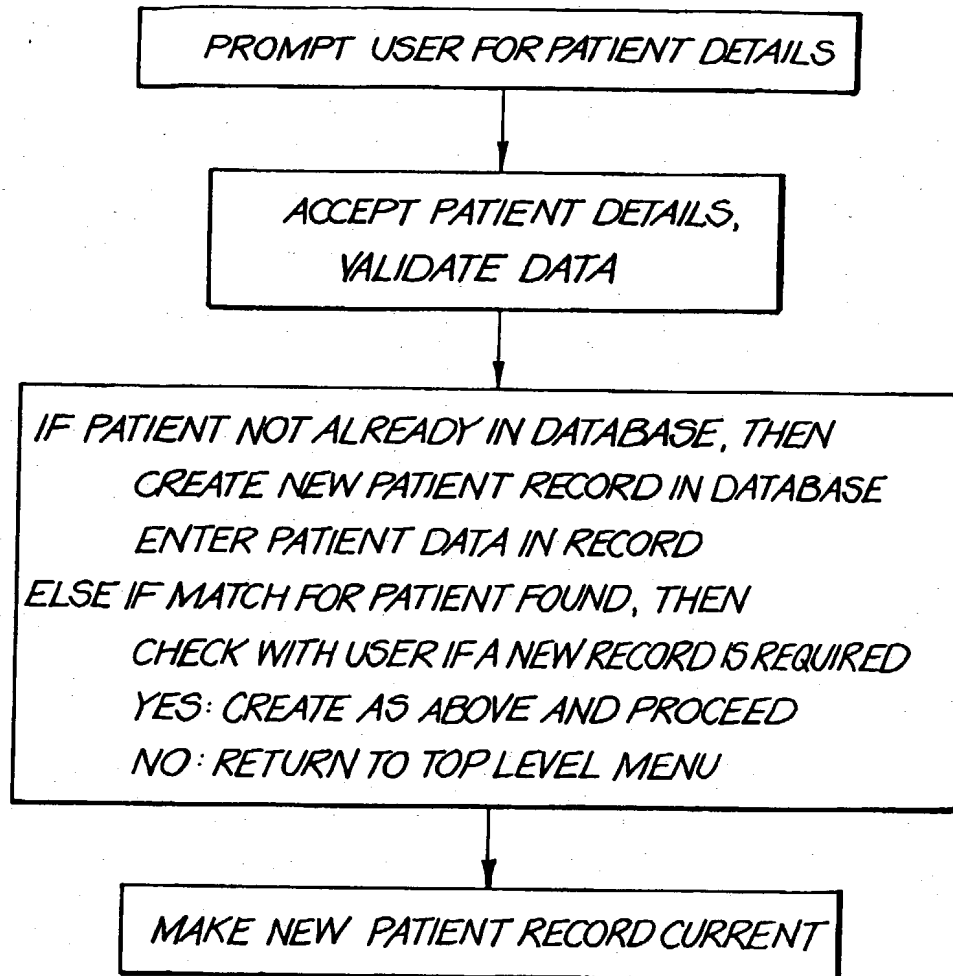 PROMPT USER FOR PATIENT DETAILS
ACCEPT PATIENT DETAILS,
VALIDATE DATA
IF PATIENT NOT ALREADY IN DATABASE, THEN
CREATE NEW PATIENT RECORD IN DATABASE
ENTER PATIENT DATA IN RECORD
ELSE IF MATCH FOR PATIENT FOUND, THEN
CHECK WITH USER IF A NEW RECORD IS REQUIRED
YES: CREATE AS ABOVE AND PROCEED
NO: RETURN TO TOP LEVEL MENU
MAKE NEW PATIENT RECORD CURRENT